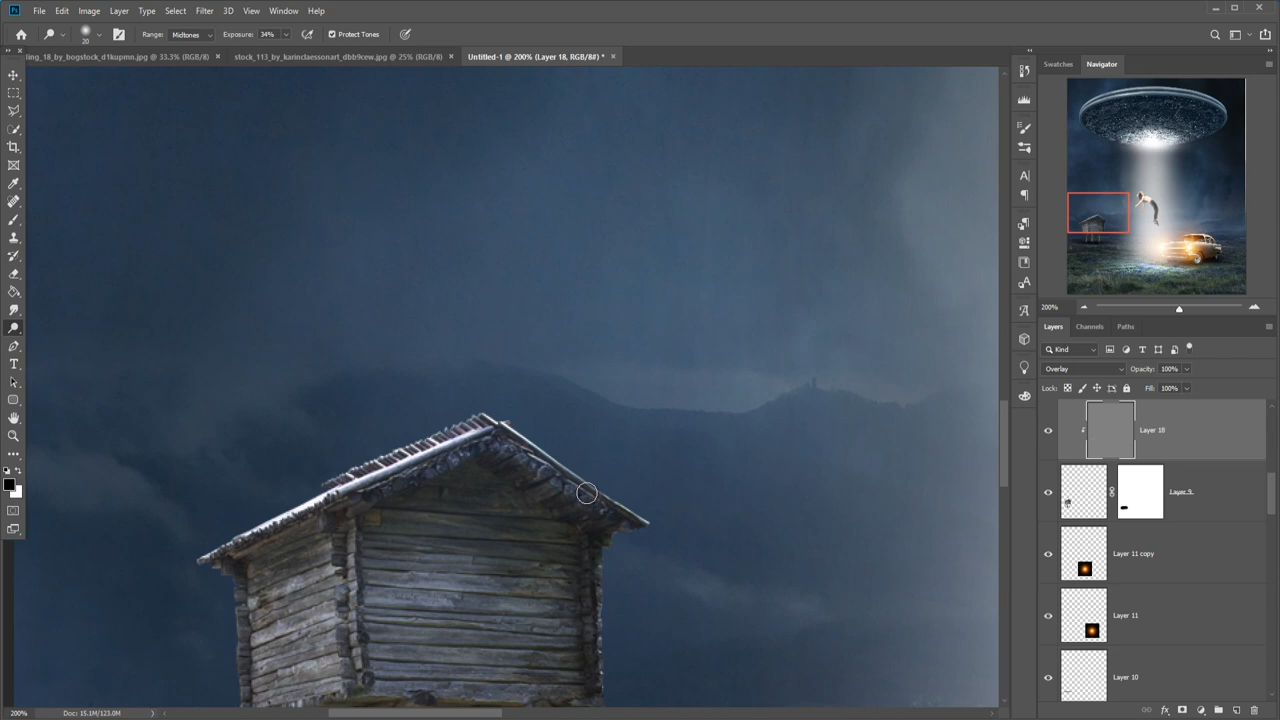 Ps File Edit Image Layer Type Select Filter 3D View Window Help
20 Range: Midtones Exposure: 34% Protect Tones
ling_18_by_bogstock_d1kupmn.jpg @ 33.3% (RGB/8) × stock_113_by_karinclaessonart_dbb9cew.jpg @ 25% (RGB/8) × Untitled-1 @ 200% (Layer 18, RGB/8#) * ×
Swatches Navigator
200%
Layers Channels Paths
Kind
Overlay Opacity: 100%
Lock: Fill: 100%
Layer 18
Layer 9
Layer 11 copy
Layer 11
Layer 10
200% Doc: 15.1M/123.0M